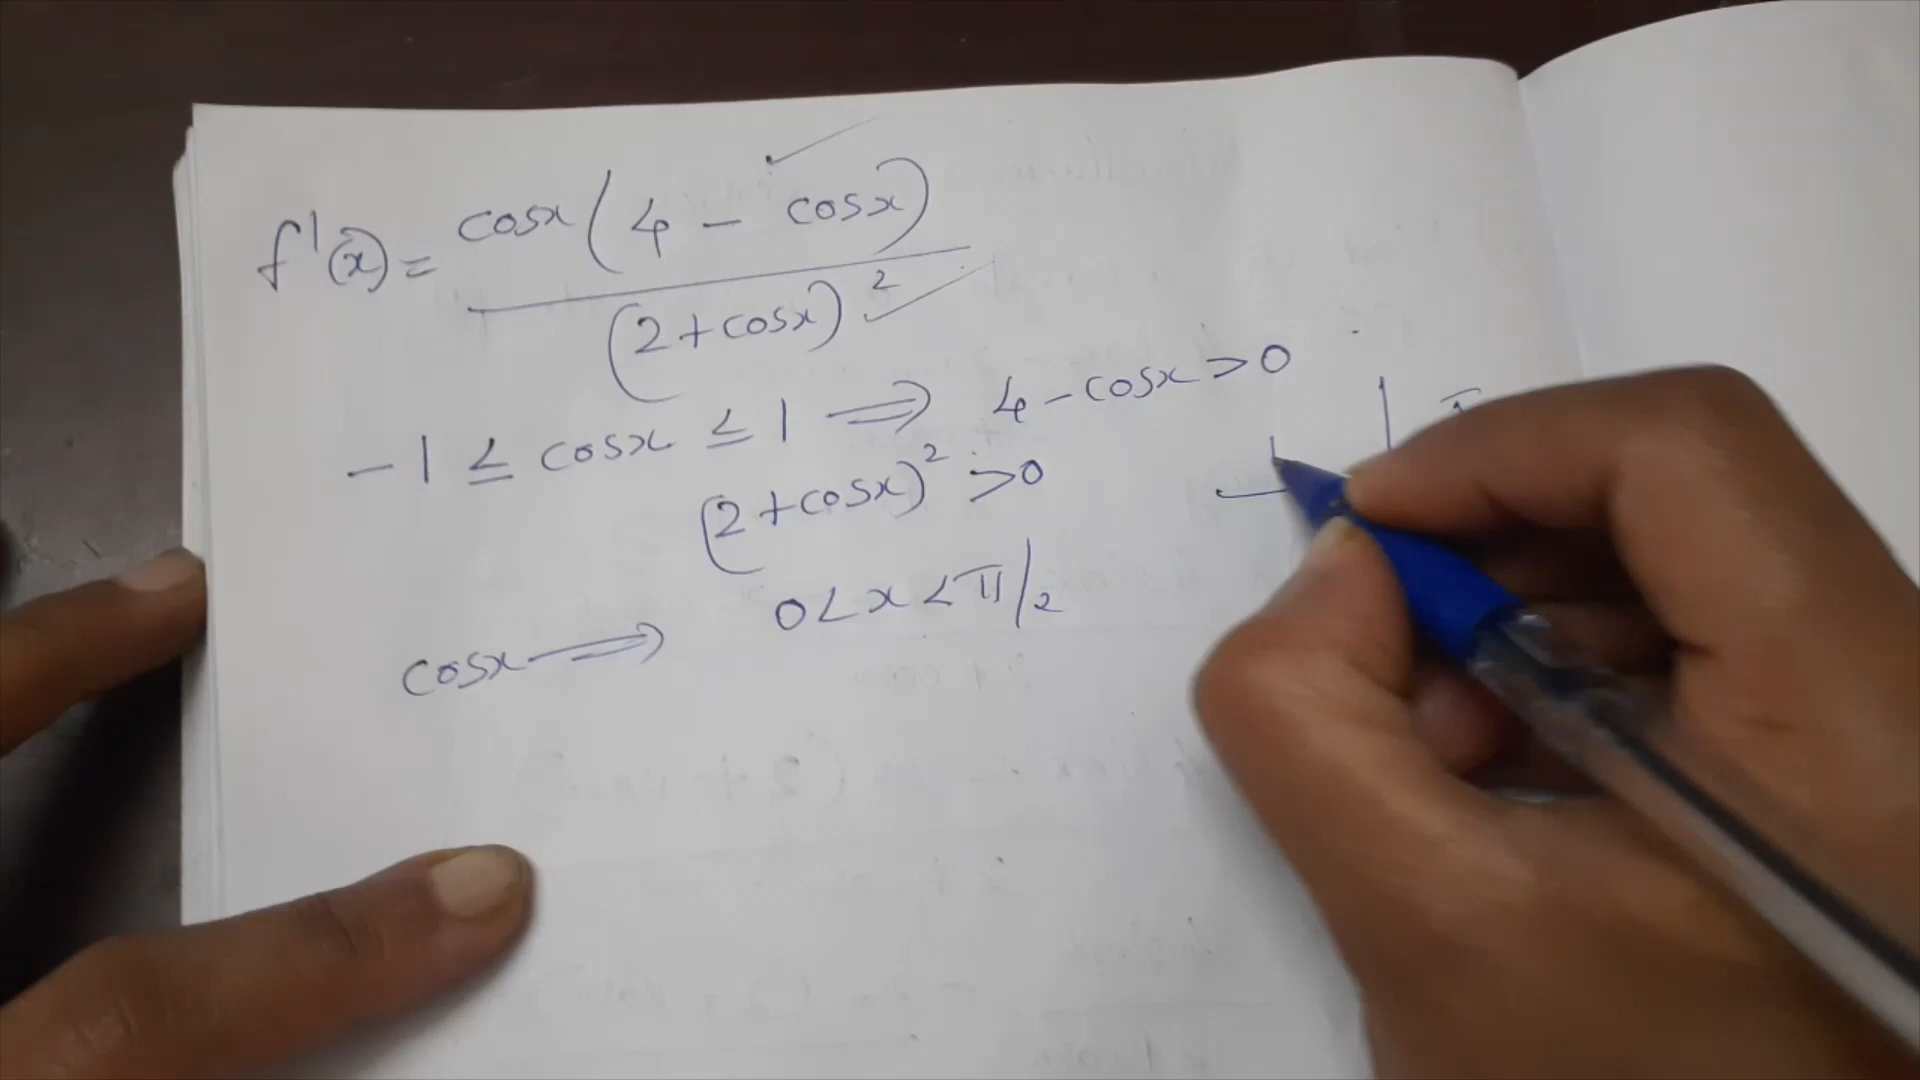 f'(x) = cosx(4 - cosx)
(2+cosx)²
-1 ≤ cosx ≤ 1 ⟹ 4-cosx>0
(2+cosx)² >0
cosx ⟹ 0<x<π/2